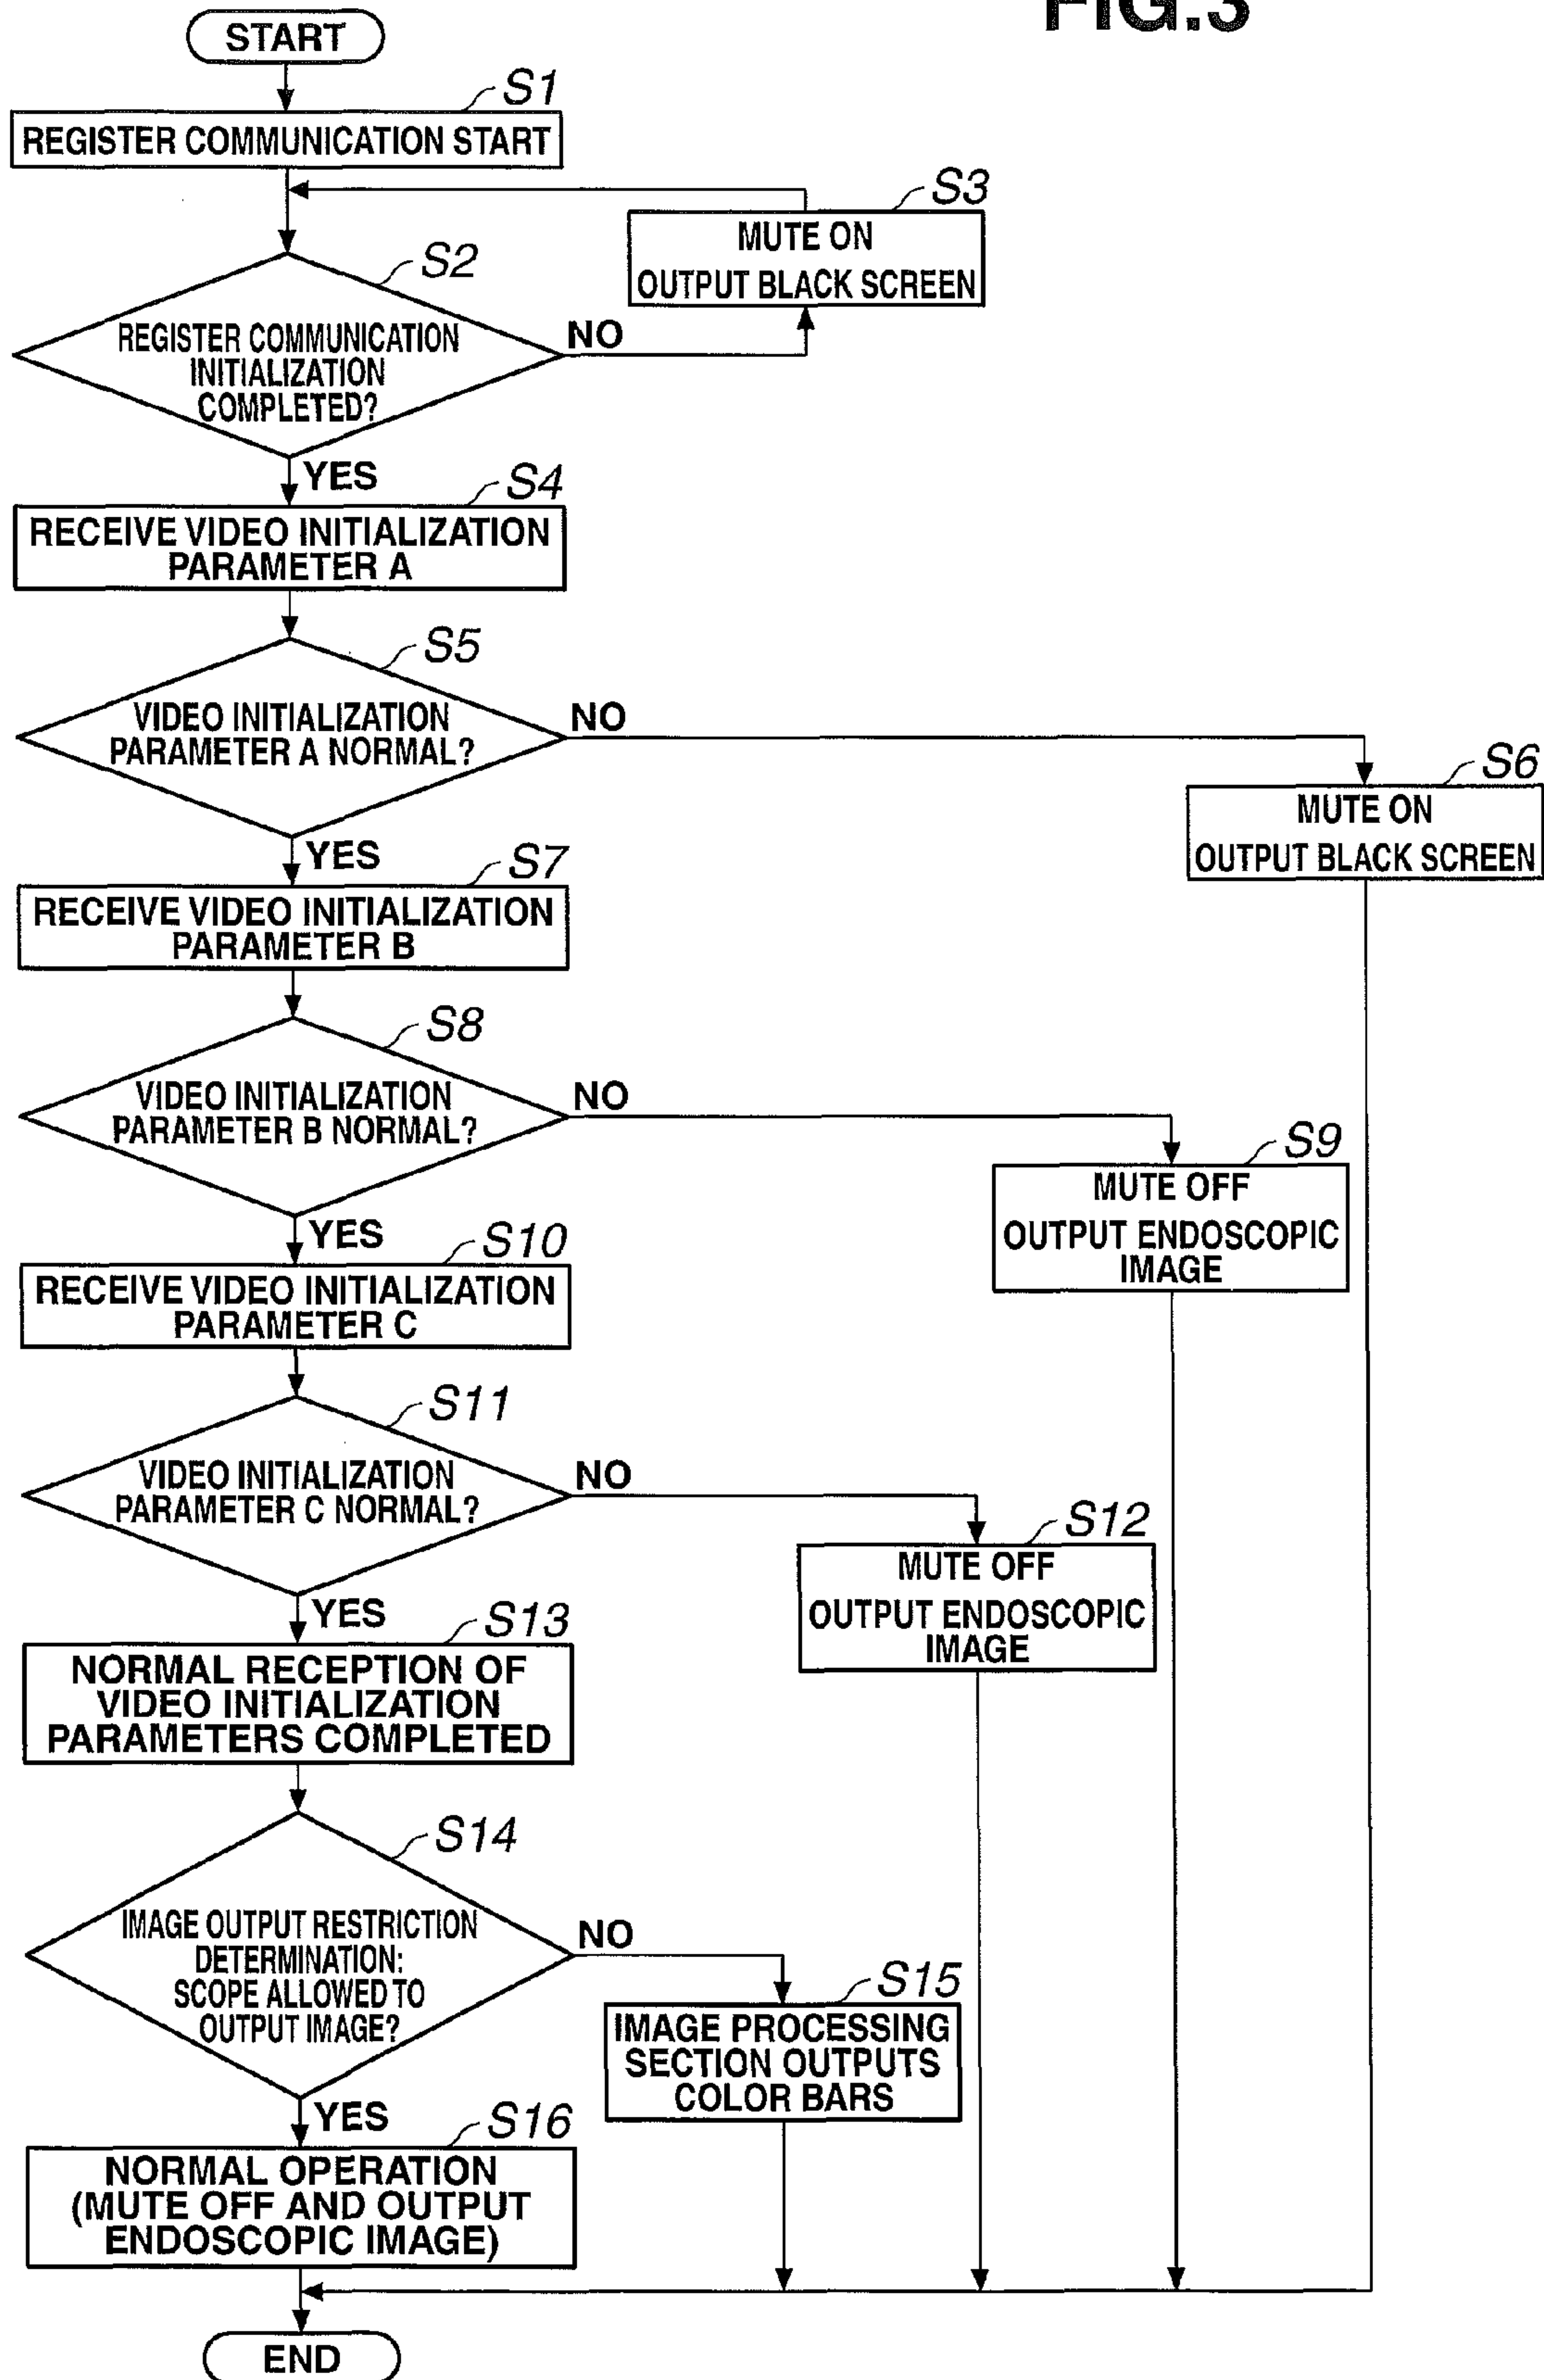 FIG.3
START
S1
REGISTER COMMUNICATION START
S3
MUTE ON
OUTPUT BLACK SCREEN
S2
REGISTER COMMUNICATION
INITIALIZATION
COMPLETED?
NO
YES
S4
RECEIVE VIDEO INITIALIZATION
PARAMETER A
S5
VIDEO INITIALIZATION
PARAMETER A NORMAL?
NO
S6
MUTE ON
OUTPUT BLACK SCREEN
YES
S7
RECEIVE VIDEO INITIALIZATION
PARAMETER B
S8
VIDEO INITIALIZATION
PARAMETER B NORMAL?
NO
S9
MUTE OFF
OUTPUT ENDOSCOPIC
IMAGE
YES
S10
RECEIVE VIDEO INITIALIZATION
PARAMETER C
S11
VIDEO INITIALIZATION
PARAMETER C NORMAL?
NO
S12
MUTE OFF
OUTPUT ENDOSCOPIC
IMAGE
YES
S13
NORMAL RECEPTION OF
VIDEO INITIALIZATION
PARAMETERS COMPLETED
S14
IMAGE OUTPUT RESTRICTION
DETERMINATION:
SCOPE ALLOWED TO
OUTPUT IMAGE?
NO
S15
IMAGE PROCESSING
SECTION OUTPUTS
COLOR BARS
YES
S16
NORMAL OPERATION
(MUTE OFF AND OUTPUT
ENDOSCOPIC IMAGE)
END